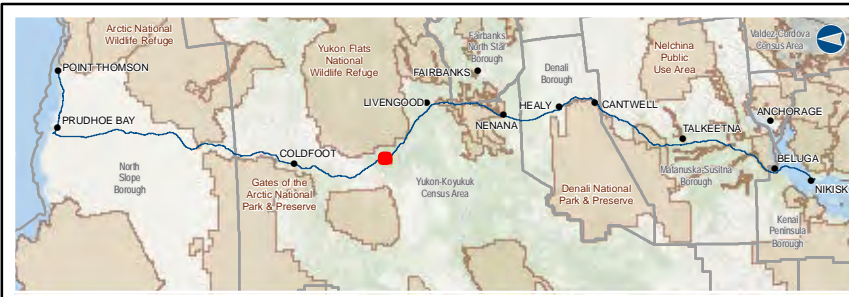 Arctic National
Wildlife Refuge
POINT THOMSON
PRUDHOE BAY
North
Slope
Borough
COLDFOOT
Gates of the
Arctic National
Park & Preserve
Yukon Flats
National
Wildlife Refuge
LIVENGOOD
Yukon-Koyukuk
Census Area
Fairbanks
North Star
Borough
FAIRBANKS
NENANA
Denali
Borough
HEALY
CANTWELL
Denali National
Park & Preserve
Nelchina
Public
Use Area
TALKEETNA
Matanuska-Susitna
Borough
Valdez-Cordova
Census Area
ANCHORAGE
BELUGA
NIKISK
Kenai
Peninsula
Borough